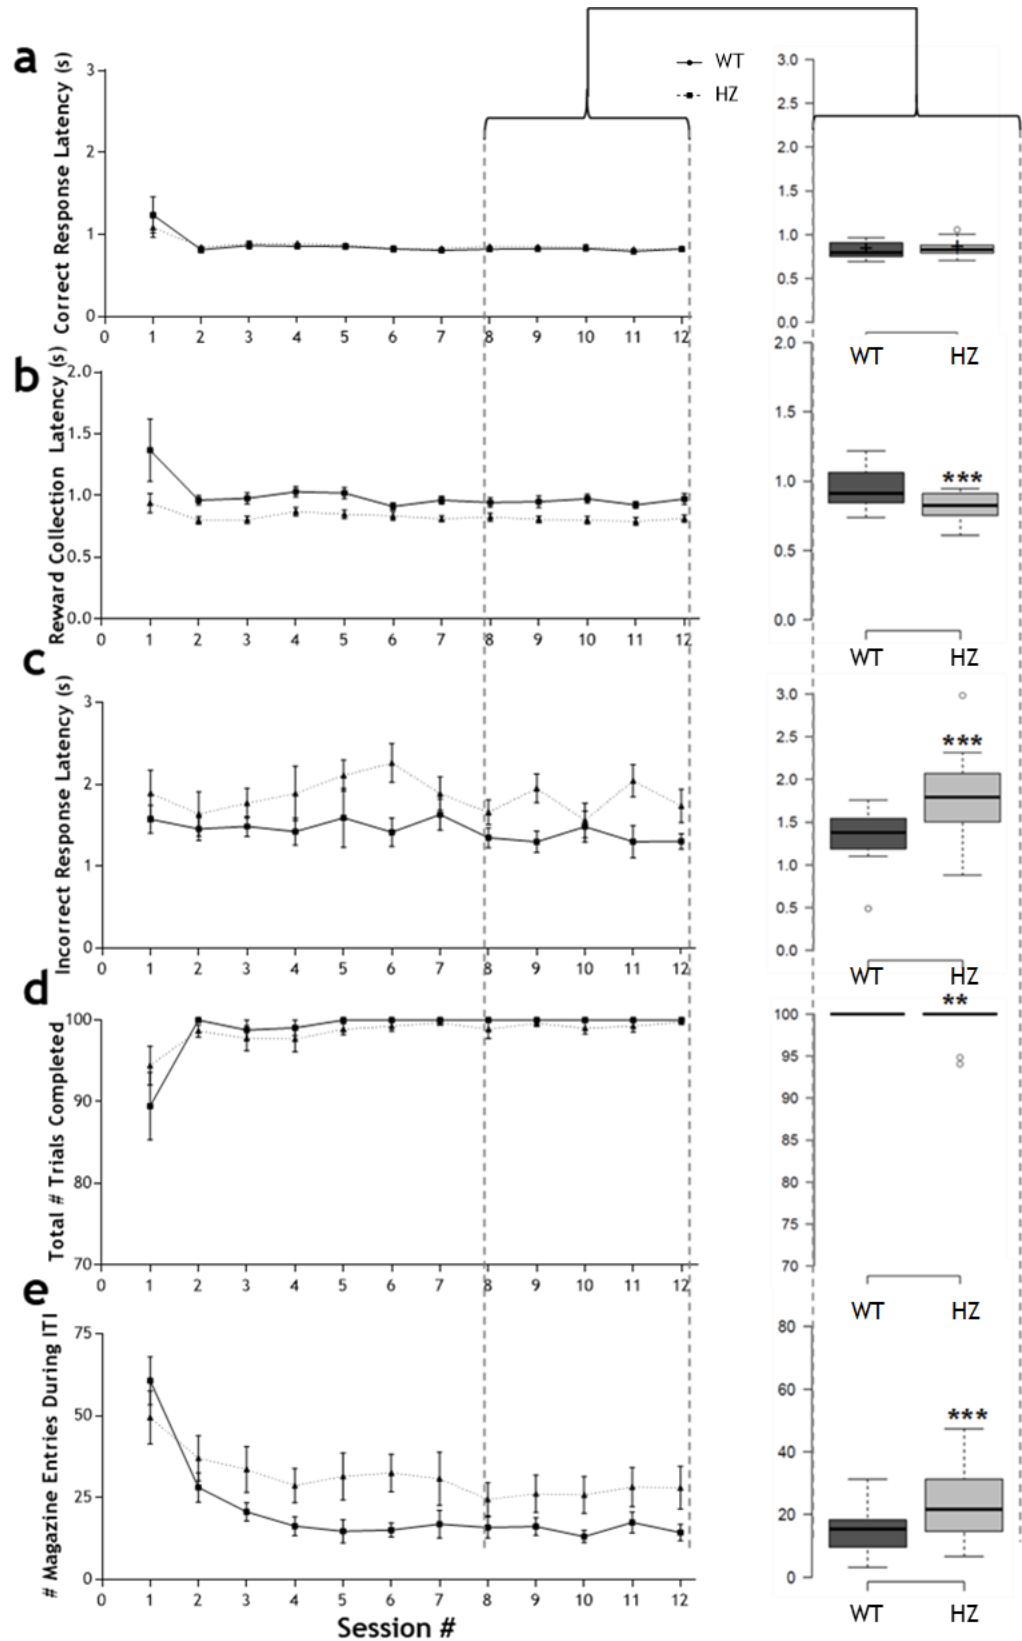 a
Correct Response Latency (s)
3
2
1
0
0 1 2 3 4 5 6 7 8 9 10 11 12
WT
HZ
3.0
2.5
2.0
1.5
1.0
0.5
0.0
WT HZ
b
Reward Collection Latency (s)
2.0
1.5
1.0
0.5
0.0
0 1 2 3 4 5 6 7 8 9 10 11 12
2.0
1.5
1.0
0.5
0.0
***
WT HZ
c
Incorrect Response Latency (s)
3
2
1
0
0 1 2 3 4 5 6 7 8 9 10 11 12
3.0
2.5
2.0
1.5
1.0
0.5
0.0
***
WT HZ
d
Total # Trials Completed
100
90
80
70
0 1 2 3 4 5 6 7 8 9 10 11 12
**
100
95
90
85
80
75
70
WT HZ
e
# Magazine Entries During ITI
75
50
25
0
0 1 2 3 4 5 6 7 8 9 10 11 12
Session #
80
60
40
20
0
***
WT HZ